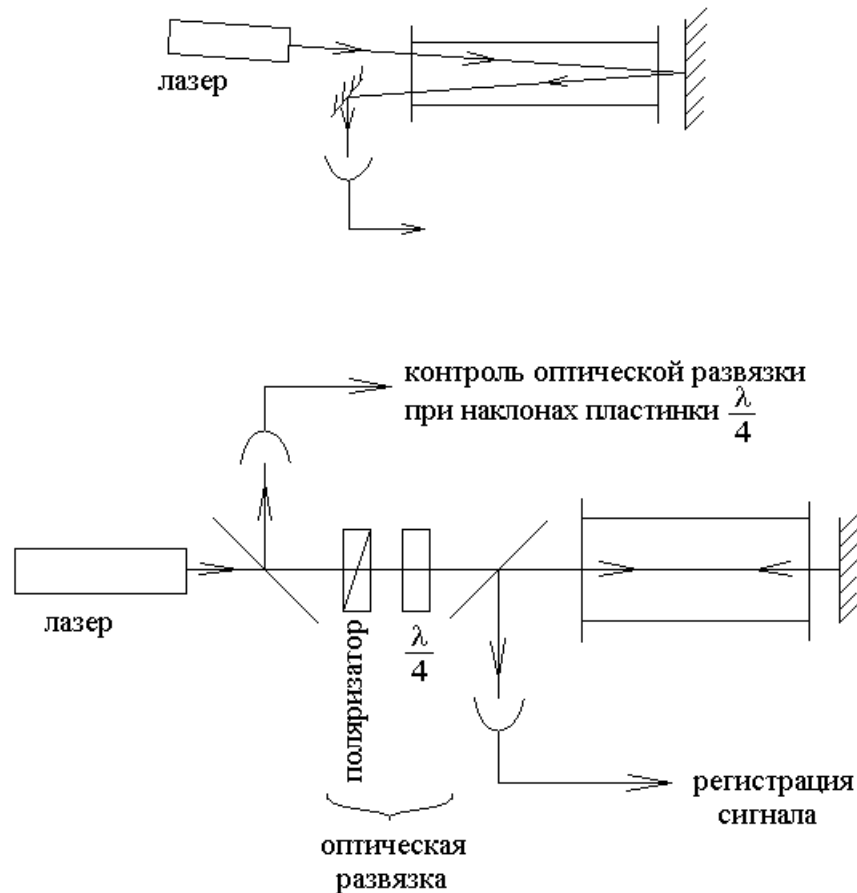 лазер
контроль оптической развязки
при наклонах пластинки λ/4
лазер
поляризатор
λ/4
регистрация
сигнала
оптическая
развязка